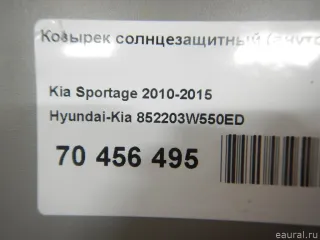 Козырек солнцезащитный
Kia Sportage 2010-2015
Hyundai-Kia 852203W550ED
70 456 495
eaural.ru